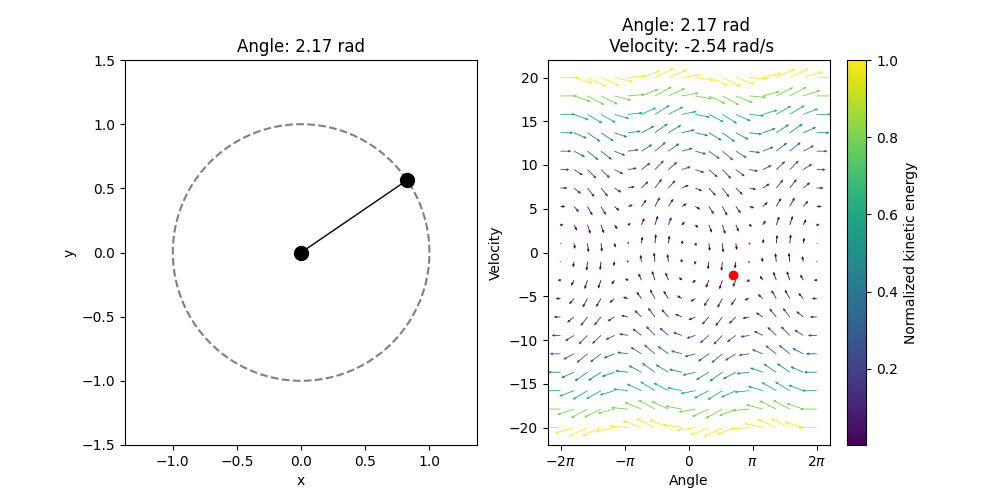 Angle: 2.17 rad
y
1.5
1.0
0.5
0.0
−0.5
−1.0
−1.5
−1.0
−0.5
0.0
0.5
1.0
x
Angle: 2.17 rad
Velocity: -2.54 rad/s
Velocity
20
15
10
5
0
−5
−10
−15
−20
−2π
−π
0
π
2π
Angle
1.0
0.8
0.6
0.4
0.2
Normalized kinetic energy